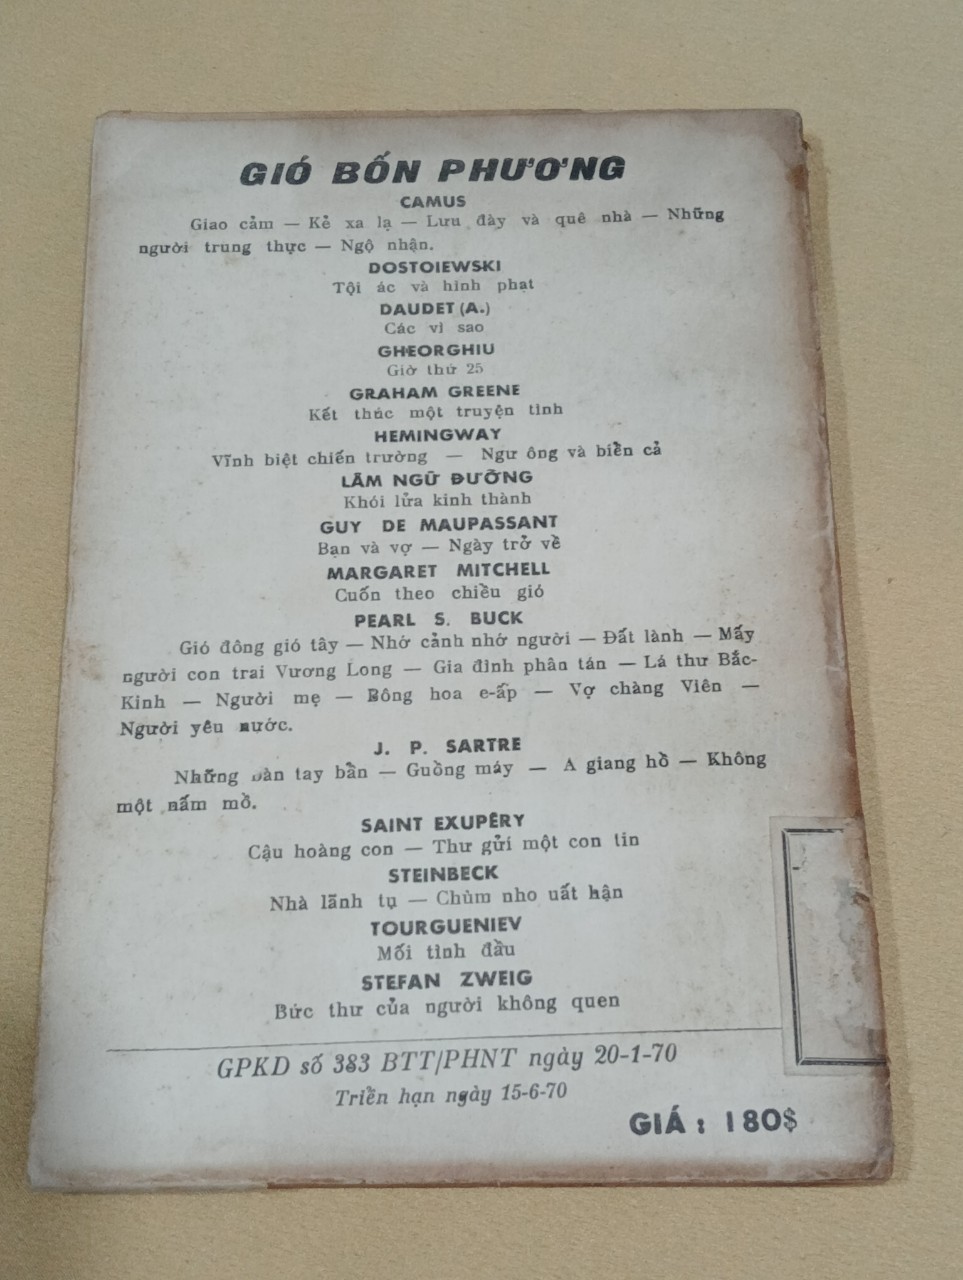 GIÓ BỐN PHƯƠNG
CAMUS
Giao cảm — Kẻ xa lạ — Lưu đày và quê nhà — Những
người trung thực — Ngộ nhận.
DOSTOIEWSKI
Tội ác và hình phạt
DAUDET (A.)
Các vì sao
GHEORGHIU
Giờ thứ 25
GRAHAM GREENE
Kết thúc một truyện tình
HEMINGWAY
Vĩnh biệt chiến trường — Ngư ông và biển cả
LÂM NGỮ ĐƯỜNG
Khói lửa kinh thành
GUY DE MAUPASSANT
Bạn và vợ — Ngày trở về
MARGARET MITCHELL
Cuốn theo chiều gió
PEARL S. BUCK
Gió đông gió tây — Nhớ cảnh nhớ người — Đất lành — Mấy
người con trai Vương Long — Gia đình phân tán — Lá thư Bắc-
Kinh — Người mẹ — Bông hoa e-ấp — Vợ chàng Viên —
Người yêu nước.
J. P. SARTRE
Những bàn tay bẩn — Guồng máy — A giang hồ — Không
một nấm mồ.
SAINT EXUPÊRY
Cậu hoàng con — Thư gửi một con tin
STEINBECK
Nhà lãnh tụ — Chùm nho uất hận
TOURGUENIEV
Mối tình đầu
STEFAN ZWEIG
Bức thư của người không quen
GPKD số 383 BTT/PHNT ngày 20-1-70
Triển hạn ngày 15-6-70
GIÁ : 180$